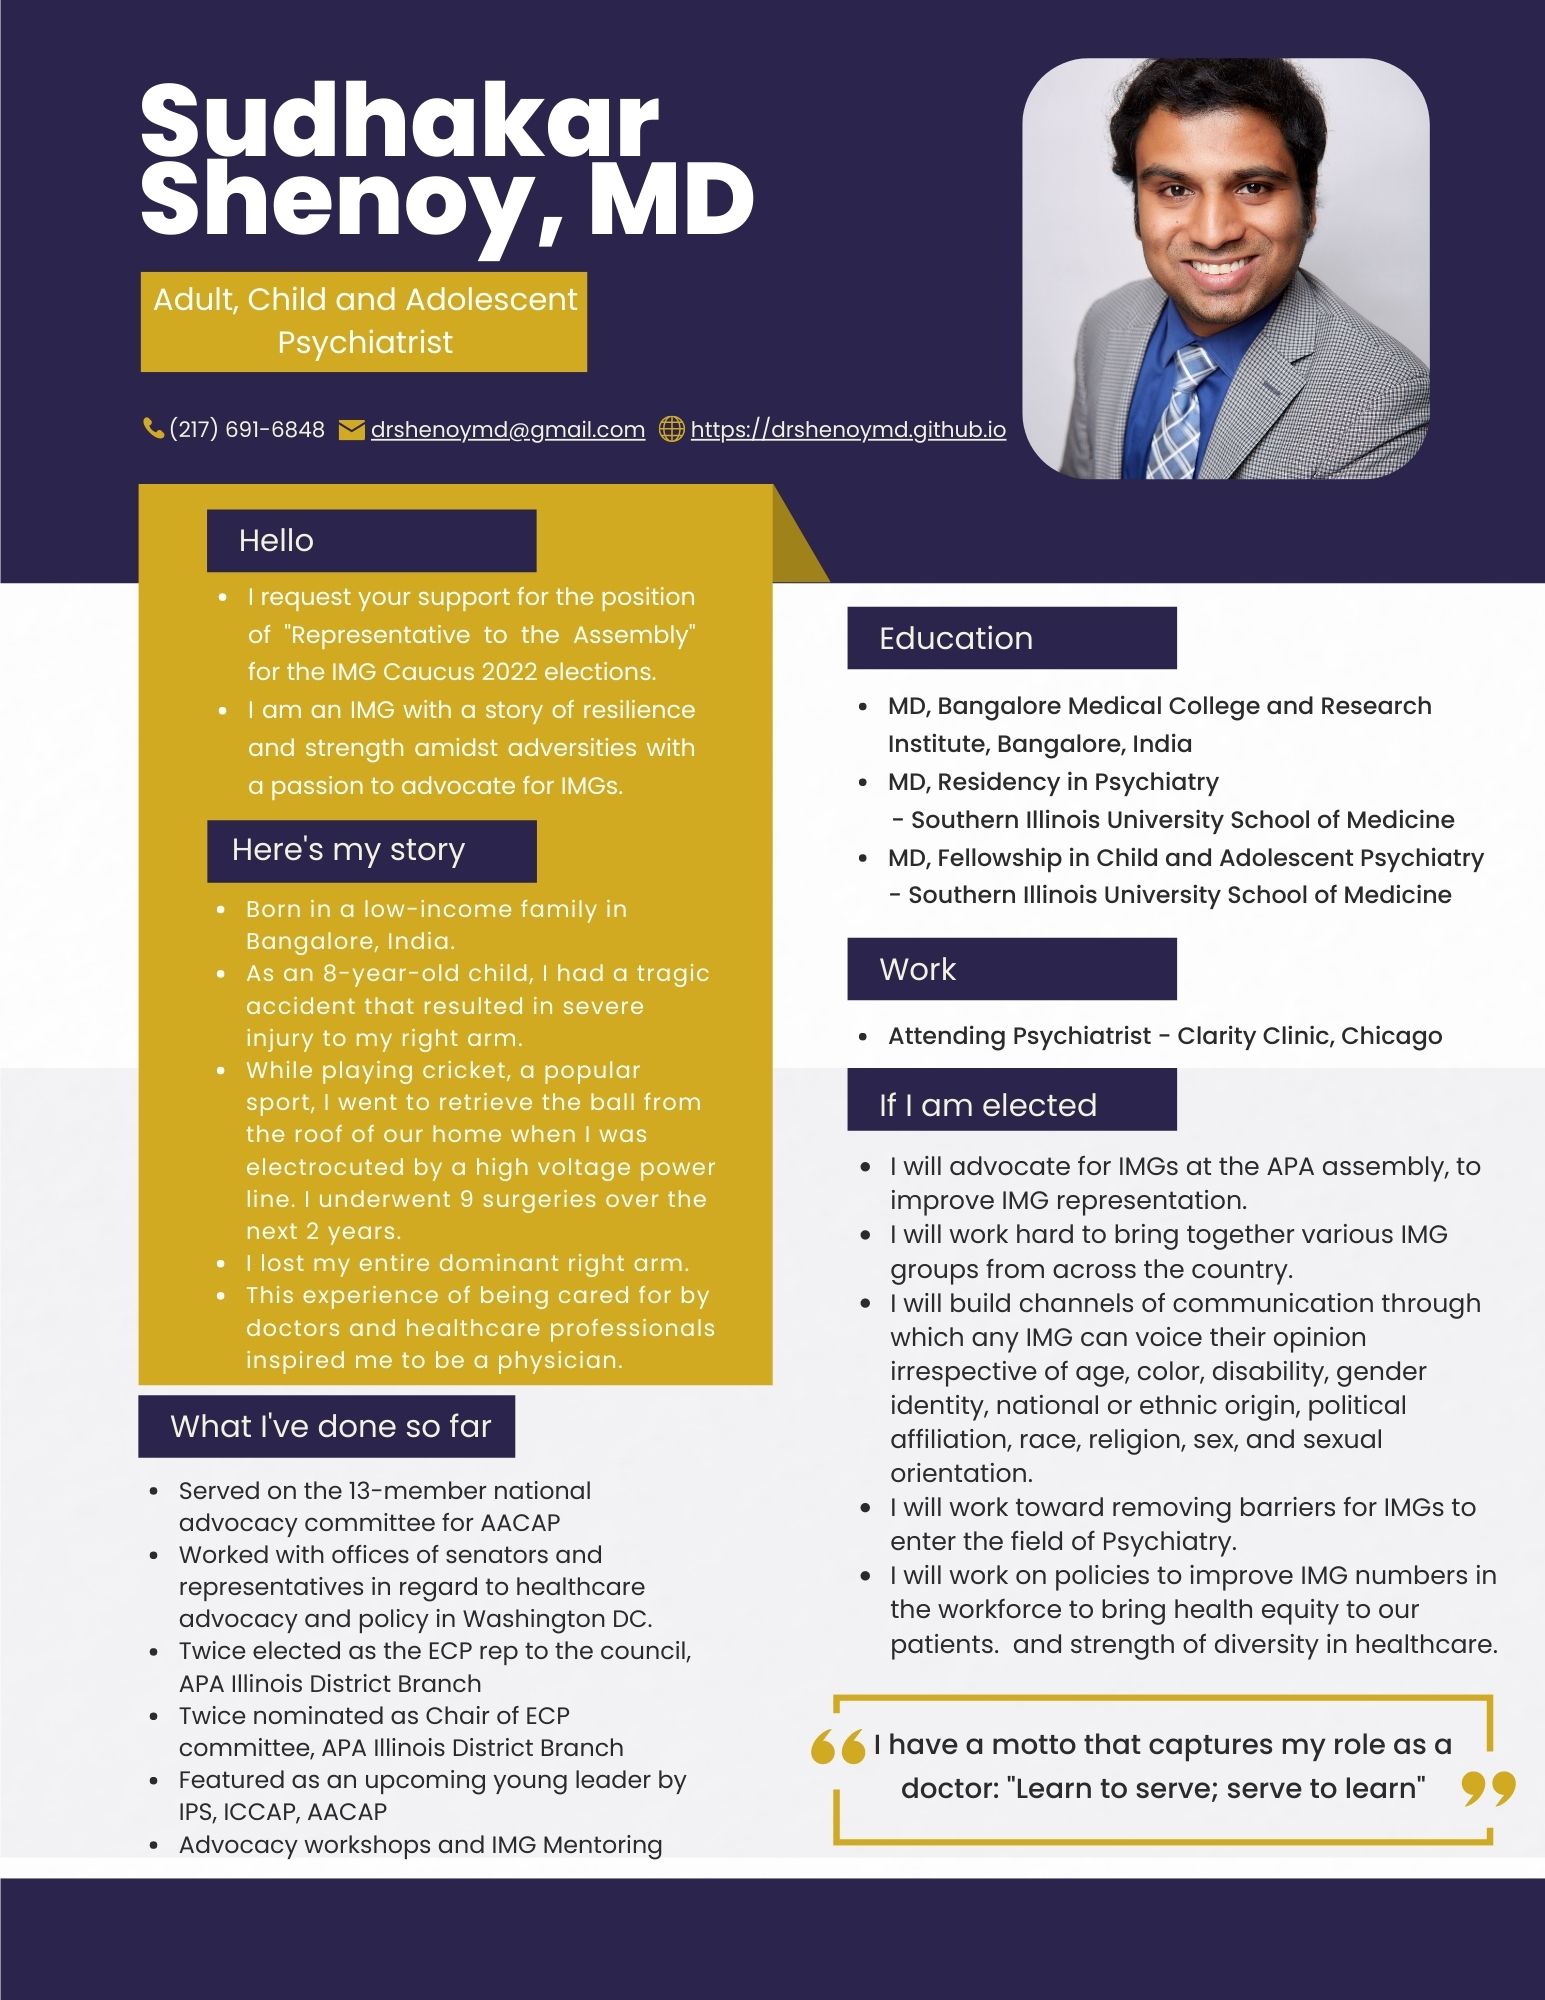 Sudhakar
Shenoy, MD
Adult, Child and Adolescent
Psychiatrist
(217) 691-6848 drshenoymd@gmail.com https://drshenoymd.github.io
Hello
• I request your support for the position
of "Representative to the Assembly"
for the IMG Caucus 2022 elections.
• I am an IMG with a story of resilience
and strength amidst adversities with
a passion to advocate for IMGs.
Here's my story
• Born in a low-income family in
Bangalore, India.
• As an 8-year-old child, I had a tragic
accident that resulted in severe
injury to my right arm.
• While playing cricket, a popular
sport, I went to retrieve the ball from
the roof of our home when I was
electrocuted by a high voltage power
line. I underwent 9 surgeries over the
next 2 years.
• I lost my entire dominant right arm.
• This experience of being cared for by
doctors and healthcare professionals
inspired me to be a physician.
What I've done so far
• Served on the 13-member national
advocacy committee for AACAP
• Worked with offices of senators and
representatives in regard to healthcare
advocacy and policy in Washington DC.
• Twice elected as the ECP rep to the council,
APA Illinois District Branch
• Twice nominated as Chair of ECP
committee, APA Illinois District Branch
• Featured as an upcoming young leader by
IPS, ICCAP, AACAP
• Advocacy workshops and IMG Mentoring
Education
• MD, Bangalore Medical College and Research
Institute, Bangalore, India
• MD, Residency in Psychiatry
- Southern Illinois University School of Medicine
• MD, Fellowship in Child and Adolescent Psychiatry
- Southern Illinois University School of Medicine
Work
• Attending Psychiatrist - Clarity Clinic, Chicago
If I am elected
• I will advocate for IMGs at the APA assembly, to
improve IMG representation.
• I will work hard to bring together various IMG
groups from across the country.
• I will build channels of communication through
which any IMG can voice their opinion
irrespective of age, color, disability, gender
identity, national or ethnic origin, political
affiliation, race, religion, sex, and sexual
orientation.
• I will work toward removing barriers for IMGs to
enter the field of Psychiatry.
• I will work on policies to improve IMG numbers in
the workforce to bring health equity to our
patients.  and strength of diversity in healthcare.
“ I have a motto that captures my role as a
doctor: "Learn to serve; serve to learn" ”